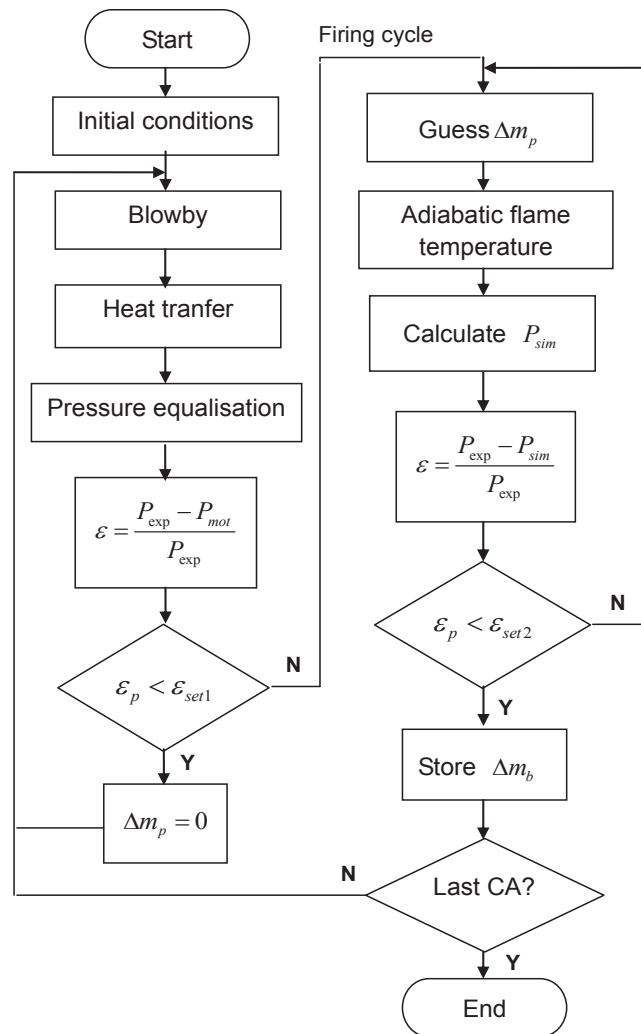 Start
Initial conditions
Blowby
Heat tranfer
Pressure equalisation
ε = (P_exp − P_mot) / P_exp
ε_p < ε_set1
N
Y
Δm_p = 0
Firing cycle
Guess Δm_p
Adiabatic flame
temperature
Calculate P_sim
ε = (P_exp − P_sim) / P_exp
ε_p < ε_set2
N
Y
Store Δm_b
Last CA?
N
Y
End